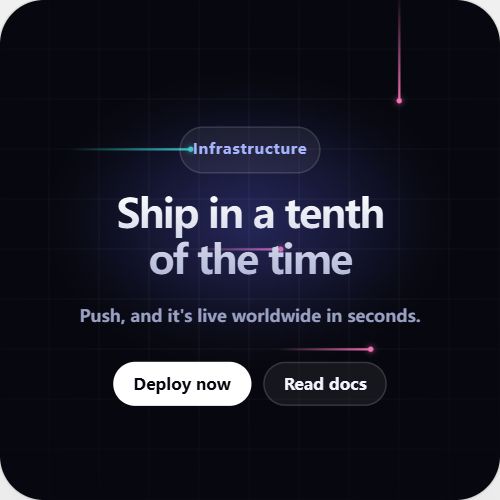 Infrastructure
Ship in a tenth
of the time
Push, and it's live worldwide in seconds.
Deploy now
Read docs